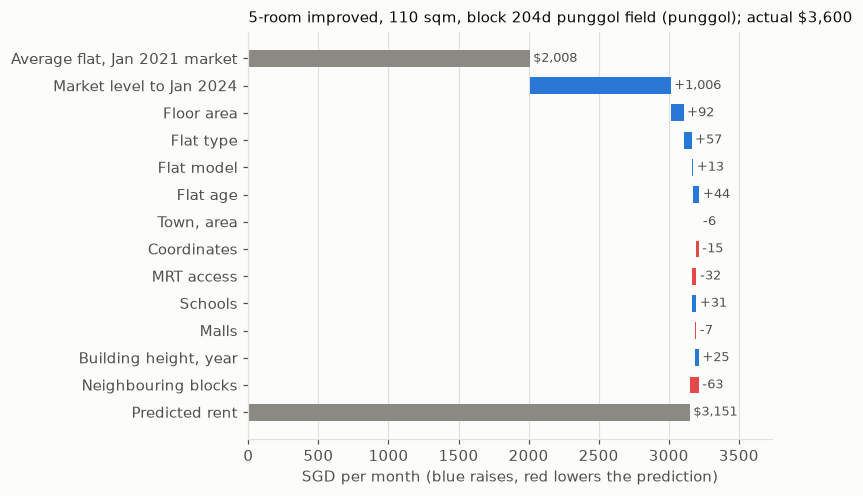 5-room improved, 110 sqm, block 204d punggol field (punggol); actual $3,600
Average flat, Jan 2021 market
$2,008
Market level to Jan 2024
+1,006
Floor area
+92
Flat type
+57
Flat model
+13
Flat age
+44
Town, area
-6
Coordinates
-15
MRT access
-32
Schools
+31
Malls
-7
Building height, year
+25
Neighbouring blocks
-63
Predicted rent
$3,151
0 500 1000 1500 2000 2500 3000 3500
SGD per month (blue raises, red lowers the prediction)